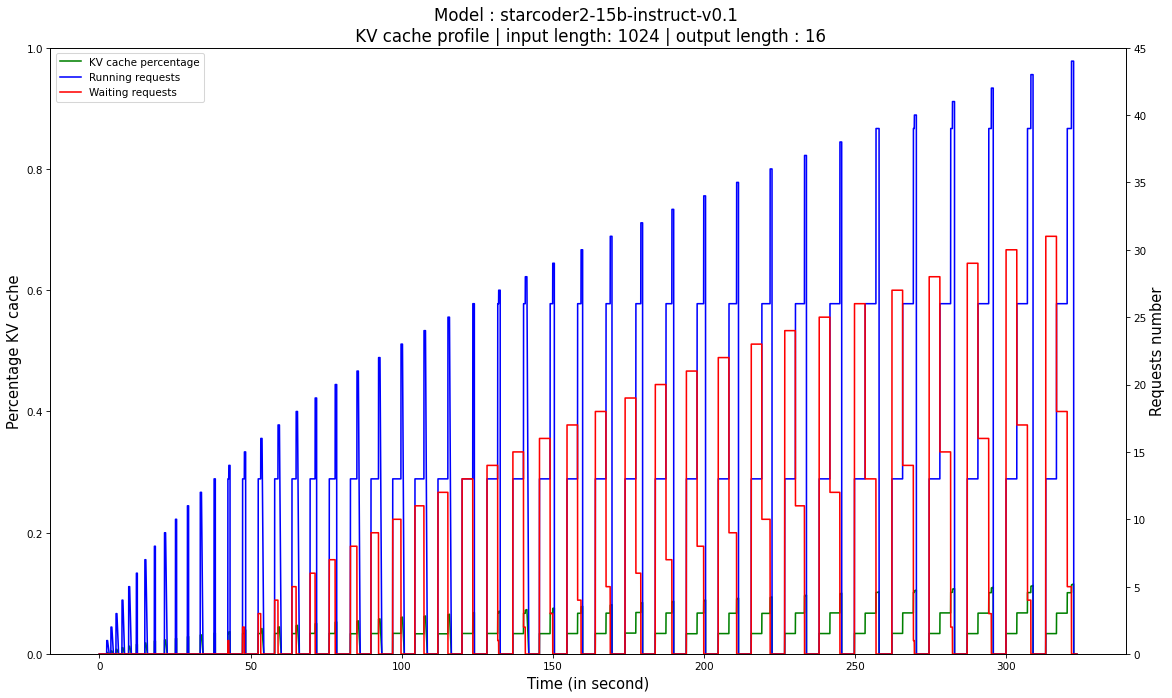 Model : starcoder2-15b-instruct-v0.1
KV cache profile | input length: 1024 | output length : 16
KV cache percentage
Running requests
Waiting requests
Percentage KV cache
1.0
0.8
0.6
0.4
0.2
0.0
45
40
35
30
25
20
15
10
5
0
Requests number
0 50 100 150 200 250 300
Time (in second)